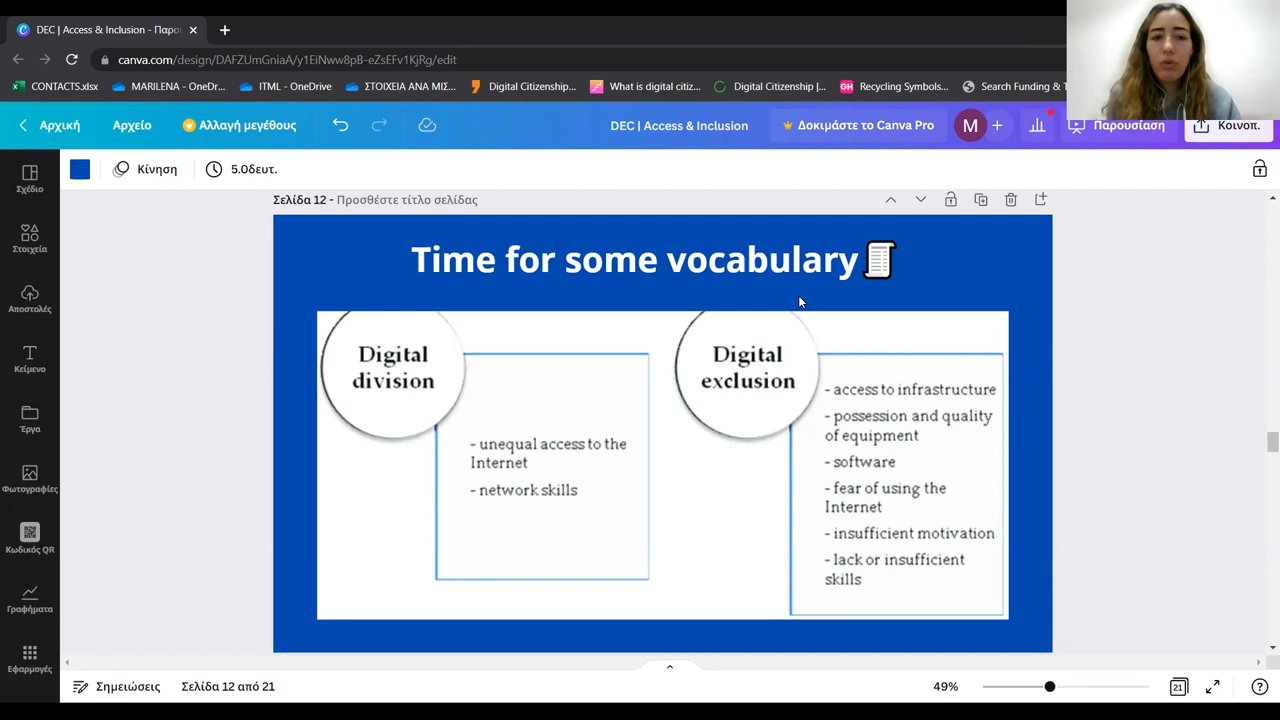 DEC | Access & Inclusion - Παρου
canva.com/design/DAFZUmGniaA/y1EiNww8pB-eZsEFv1KjRg/edit
CONTACTS.xlsx MARILENA - OneDr... ITML - OneDrive ΣΤΟΙΧΕΙΑ ΑΝΑ ΜΙΣ... Digital Citizenship... What is digital citiz... Digital Citizenship |... GH Recycling Symbols... Search Funding & T
Αρχική Αρχείο Αλλαγή μεγέθους DEC | Access & Inclusion Δοκιμάστε το Canva Pro M Παρουσίαση Κοινοπ.
Κίνηση 5.0δευτ.
Σελίδα 12 - Προσθέστε τίτλο σελίδας
Σχέδιο
Στοιχεία
Αποστολές
Κείμενο
Έργα
Φωτογραφίες
Κωδικός QR
Γραφήματα
Εφαρμογές
Time for some vocabulary
Digital
division
- unequal access to the
Internet
- network skills
Digital
exclusion
- access to infrastructure
- possession and quality
of equipment
- software
- fear of using the
Internet
- insufficient motivation
- lack or insufficient
skills
Σημειώσεις Σελίδα 12 από 21 49% 21